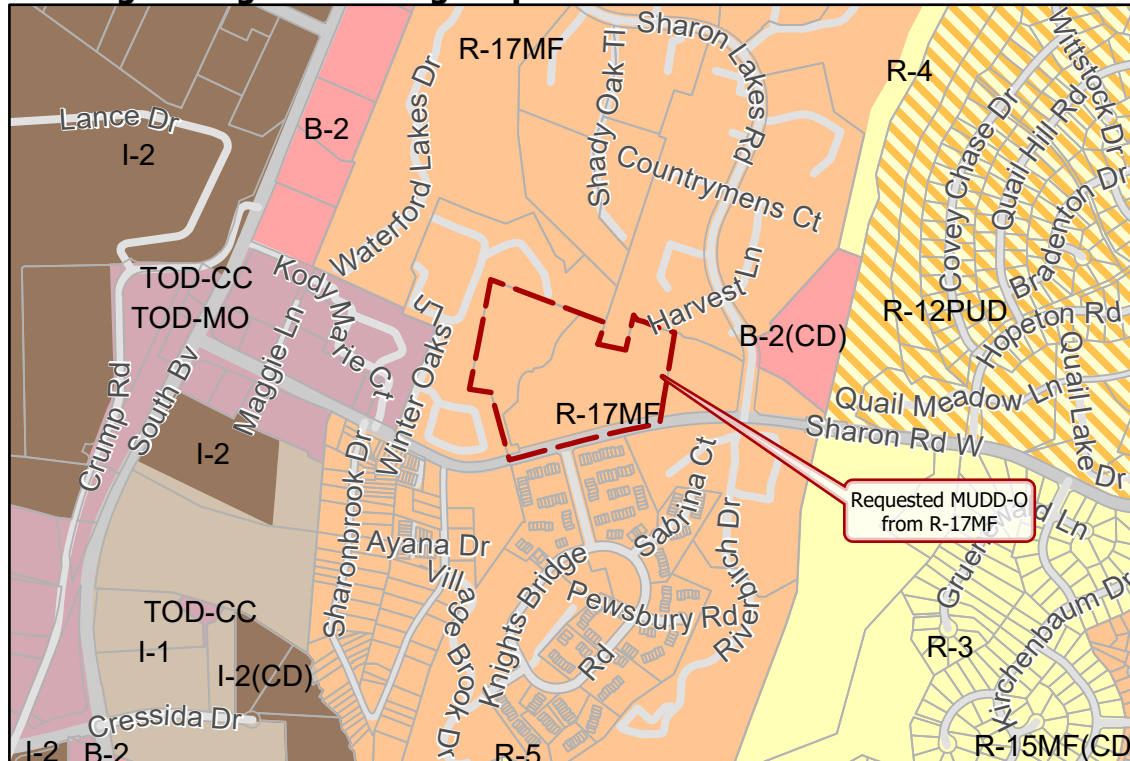 R-17MF
Sharon Lakes Rd
R-4
Wittstock Dr
Lance Dr
I-2
B-2
Waterford Lakes Dr
Shady Oak Tl
Countrymens Ct
Covey Chase Dr
Quail Hill Rd
Bradenton Dr
TOD-CC
TOD-MO
Kody Marie Ct
Maggie Ln
Winter Oaks Ln
Harvest Ln
B-2(CD)
R-12PUD
Hopeton Rd
Crump Rd
South Bv
R-17MF
Quail Meadow Ln
Quail Lake Dr
Sharon Rd W
I-2
Sharonbrook Dr
Sabrina Ct
Requested MUDD-O
from R-17MF
Ayana Dr
Village Brook Dr
Knights Bridge Rd
Pewsbury Rd
Riverbirch Dr
TOD-CC
I-1
I-2(CD)
R-3
Kirchenbaum Dr
Cressida Dr
I-2
B-2
R-5
R-15MF(CD